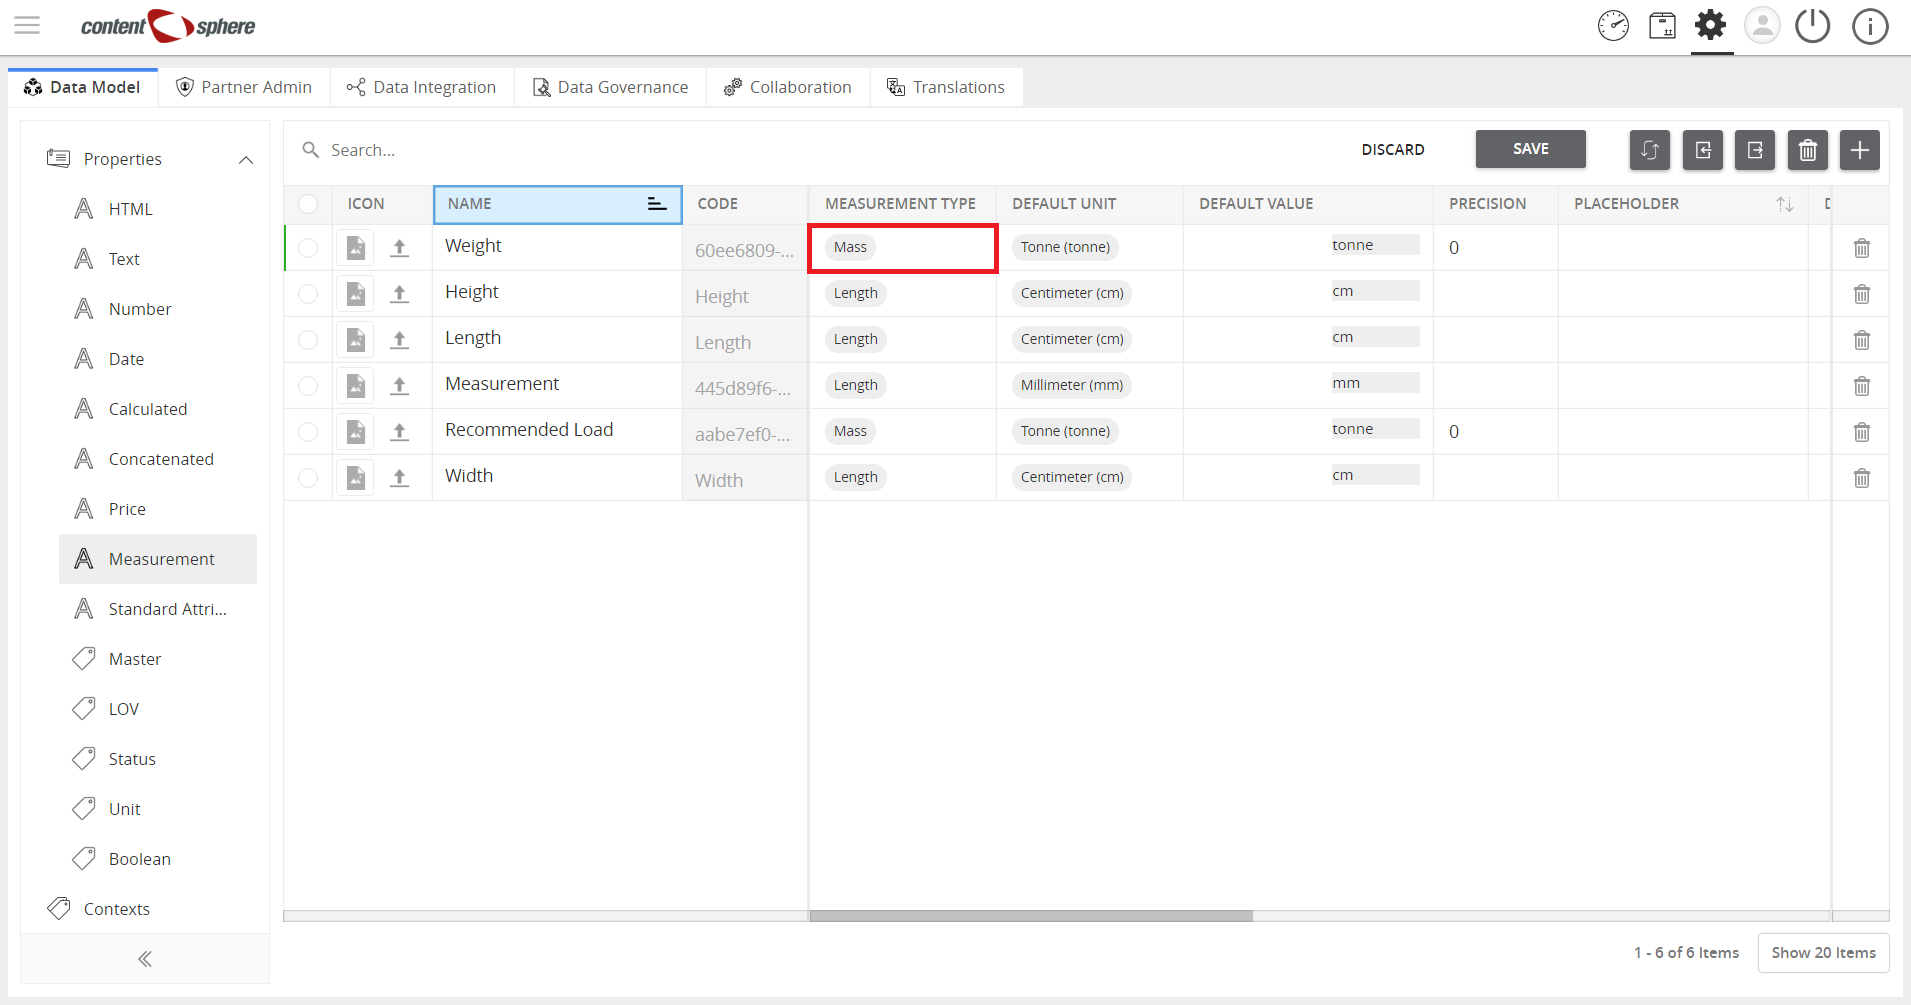 content sphere
Data Model Partner Admin Data Integration Data Governance Collaboration Translations
Properties
HTML
Text
Number
Date
Calculated
Concatenated
Price
Measurement
Standard Attri...
Master
LOV
Status
Unit
Boolean
Contexts
Search... DISCARD SAVE
ICON NAME CODE MEASUREMENT TYPE DEFAULT UNIT DEFAULT VALUE PRECISION PLACEHOLDER
Weight 60ee6809-... Mass Tonne (tonne) tonne 0
Height Height Length Centimeter (cm) cm
Length Length Length Centimeter (cm) cm
Measurement 445d89f6-... Length Millimeter (mm) mm
Recommended Load aabe7ef0-... Mass Tonne (tonne) tonne 0
Width Width Length Centimeter (cm) cm
1 - 6 of 6 Items Show 20 Items